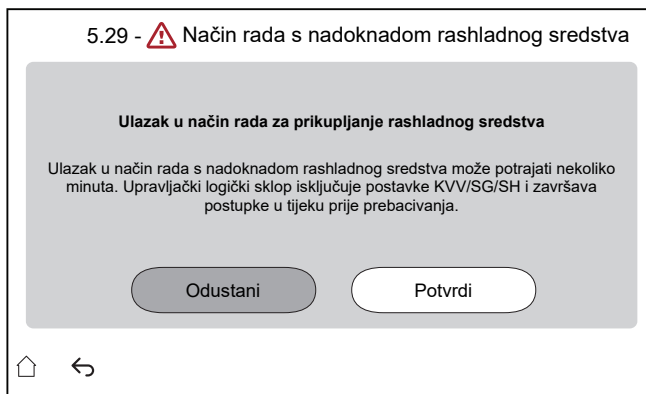 5.29 - Način rada s nadoknadom rashladnog sredstva
Ulazak u način rada za prikupljanje rashladnog sredstva
Ulazak u način rada s nadoknadom rashladnog sredstva može potrajati nekoliko
minuta. Upravljački logički sklop isključuje postavke KVV/SG/SH i završava
postupke u tijeku prije prebacivanja.
Odustani
Potvrdi